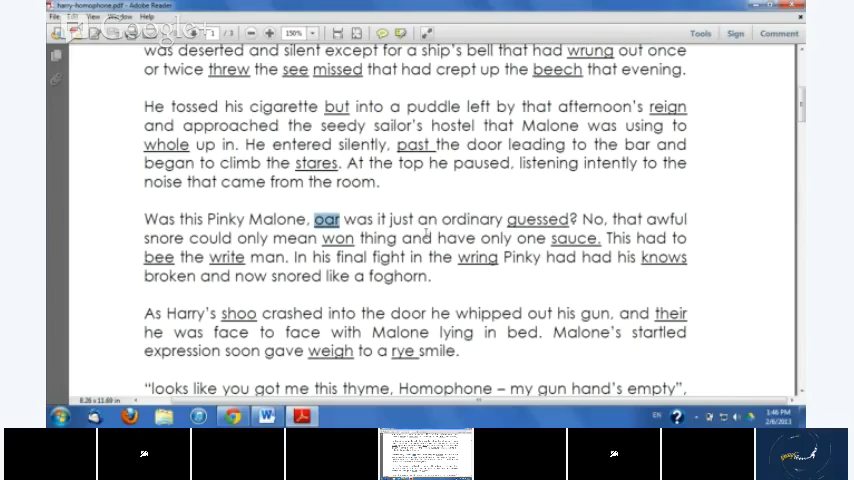 harry-homophone.pdf - Adobe Reader
File Edit View Window Help
1 / 3 150% Tools Sign Comment
was deserted and silent except for a ship's bell that had wrung out once
or twice threw the see missed that had crept up the beech that evening.
He tossed his cigarette but into a puddle left by that afternoon's reign
and approached the seedy sailor's hostel that Malone was using to
whole up in. He entered silently, past the door leading to the bar and
began to climb the stares. At the top he paused, listening intently to the
noise that came from the room.
Was this Pinky Malone, oar was it just an ordinary guessed? No, that awful
snore could only mean won thing and have only one sauce. This had to
bee the write man. In his final fight in the wring Pinky had had his knows
broken and now snored like a foghorn.
As Harry's shoo crashed into the door he whipped out his gun, and their
he was face to face with Malone lying in bed. Malone's startled
expression soon gave weigh to a rye smile.
"looks like you got me this thyme, Homophone – my gun hand's empty",
8.26 x 11.69 in
EN 1:46 PM
2/6/2013